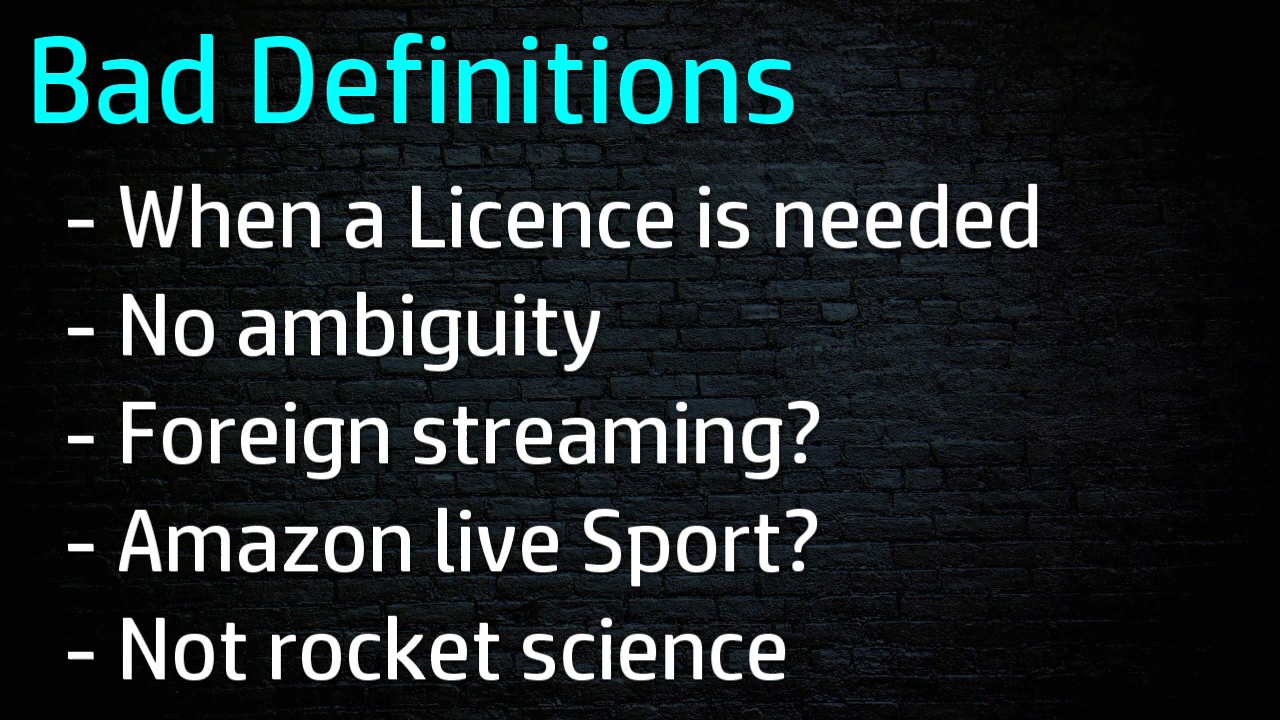 Bad Definitions
- When a Licence is needed
- No ambiguity
- Foreign streaming?
- Amazon live Sport?
- Not rocket science